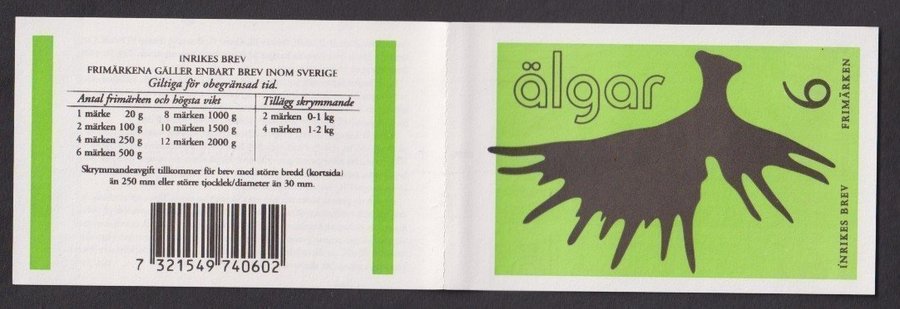 INRIKES BREV
FRIMÄRKENA GÄLLER ENBART BREV INOM SVERIGE
Giltiga för obegränsad tid.
Antal frimärken och högsta vikt Tillägg skrymmande
1 märke 20 g 8 märken 1000 g 2 märken 0-1 kg
2 märken 100 g 10 märken 1500 g 4 märken 1-2 kg
4 märken 250 g 12 märken 2000 g
6 märken 500 g
Skrymmandeavgift tillkommer för brev med större bredd (kortsida)
än 250 mm eller större tjocklek/diameter än 30 mm.
7 321549 740602
älgar
6
FRIMÄRKEN
INRIKES BREV